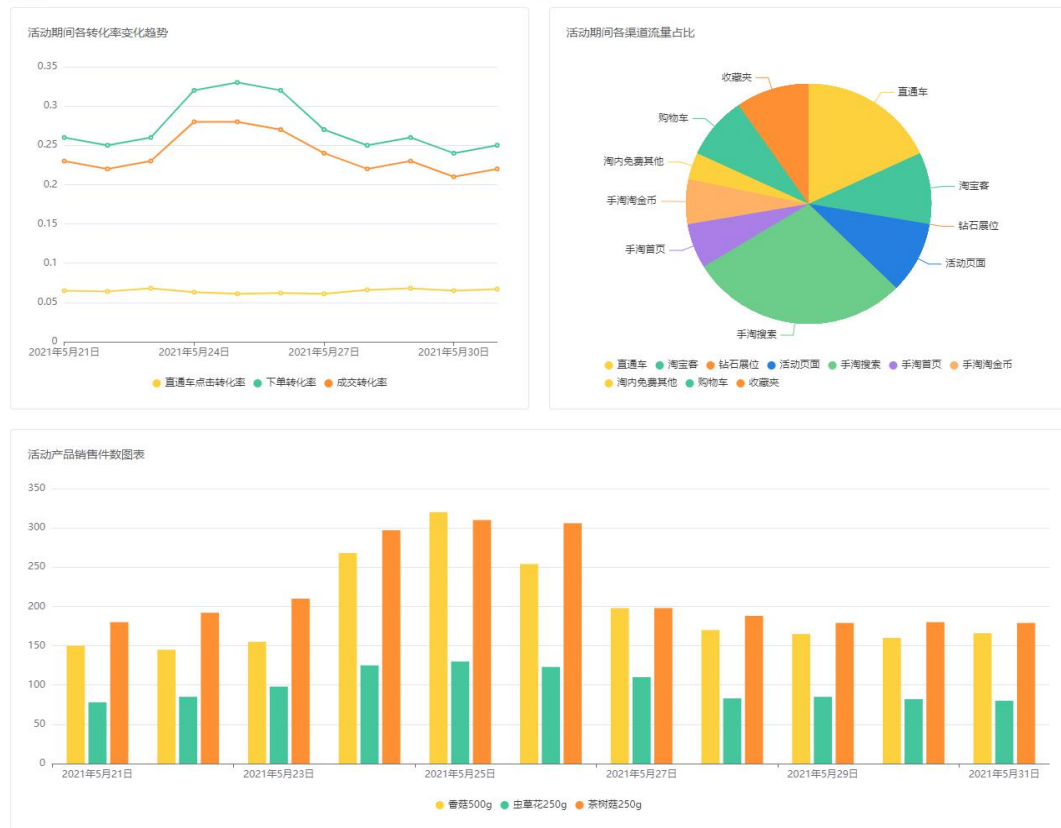 活动期间各转化率变化趋势
0.35
0.3
0.25
0.2
0.15
0.1
0.05
0
2021年5月21日 2021年5月24日 2021年5月27日 2021年5月30日
直通车点击转化率 下单转化率 成交转化率
活动期间各渠道流量占比
收藏夹
直通车
购物车
淘内免费其他
淘宝客
手淘淘金币
钻石展位
手淘首页
活动页面
手淘搜索
直通车 淘宝客 钻石展位 活动页面 手淘搜索 手淘首页 手淘淘金币
淘内免费其他 购物车 收藏夹
活动产品销售件数图表
350
300
250
200
150
100
50
0
2021年5月21日 2021年5月23日 2021年5月25日 2021年5月27日 2021年5月29日 2021年5月31日
香菇500g 虫草花250g 茶树菇250g